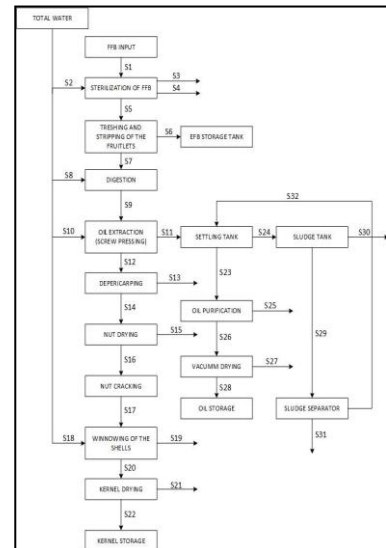 TOTAL WATER
FFB INPUT
S1
S3
S2
STERILIZATION OF FFB
S4
S5
TRESHING AND
STRIPPING OF THE
FRUITLETS
S6
EFB STORAGE TANK
S7
S8
DIGESTION
S9
S32
S10
OIL EXTRACTION
(SCREW PRESSING)
S11
SETTLING TANK
S24
SLUDGE TANK
S30
S12
S23
DEPERICARPING
S13
S14
OIL PURIFICATION
S25
S29
NUT DRYING
S15
S26
S16
VACUMM DRYING
S27
NUT CRACKING
S28
S17
OIL STORAGE
SLUDGE SEPARATOR
S18
WINNOWING OF THE
SHELLS
S19
S31
S20
KERNEL DRYING
S21
S22
KERNEL STORAGE